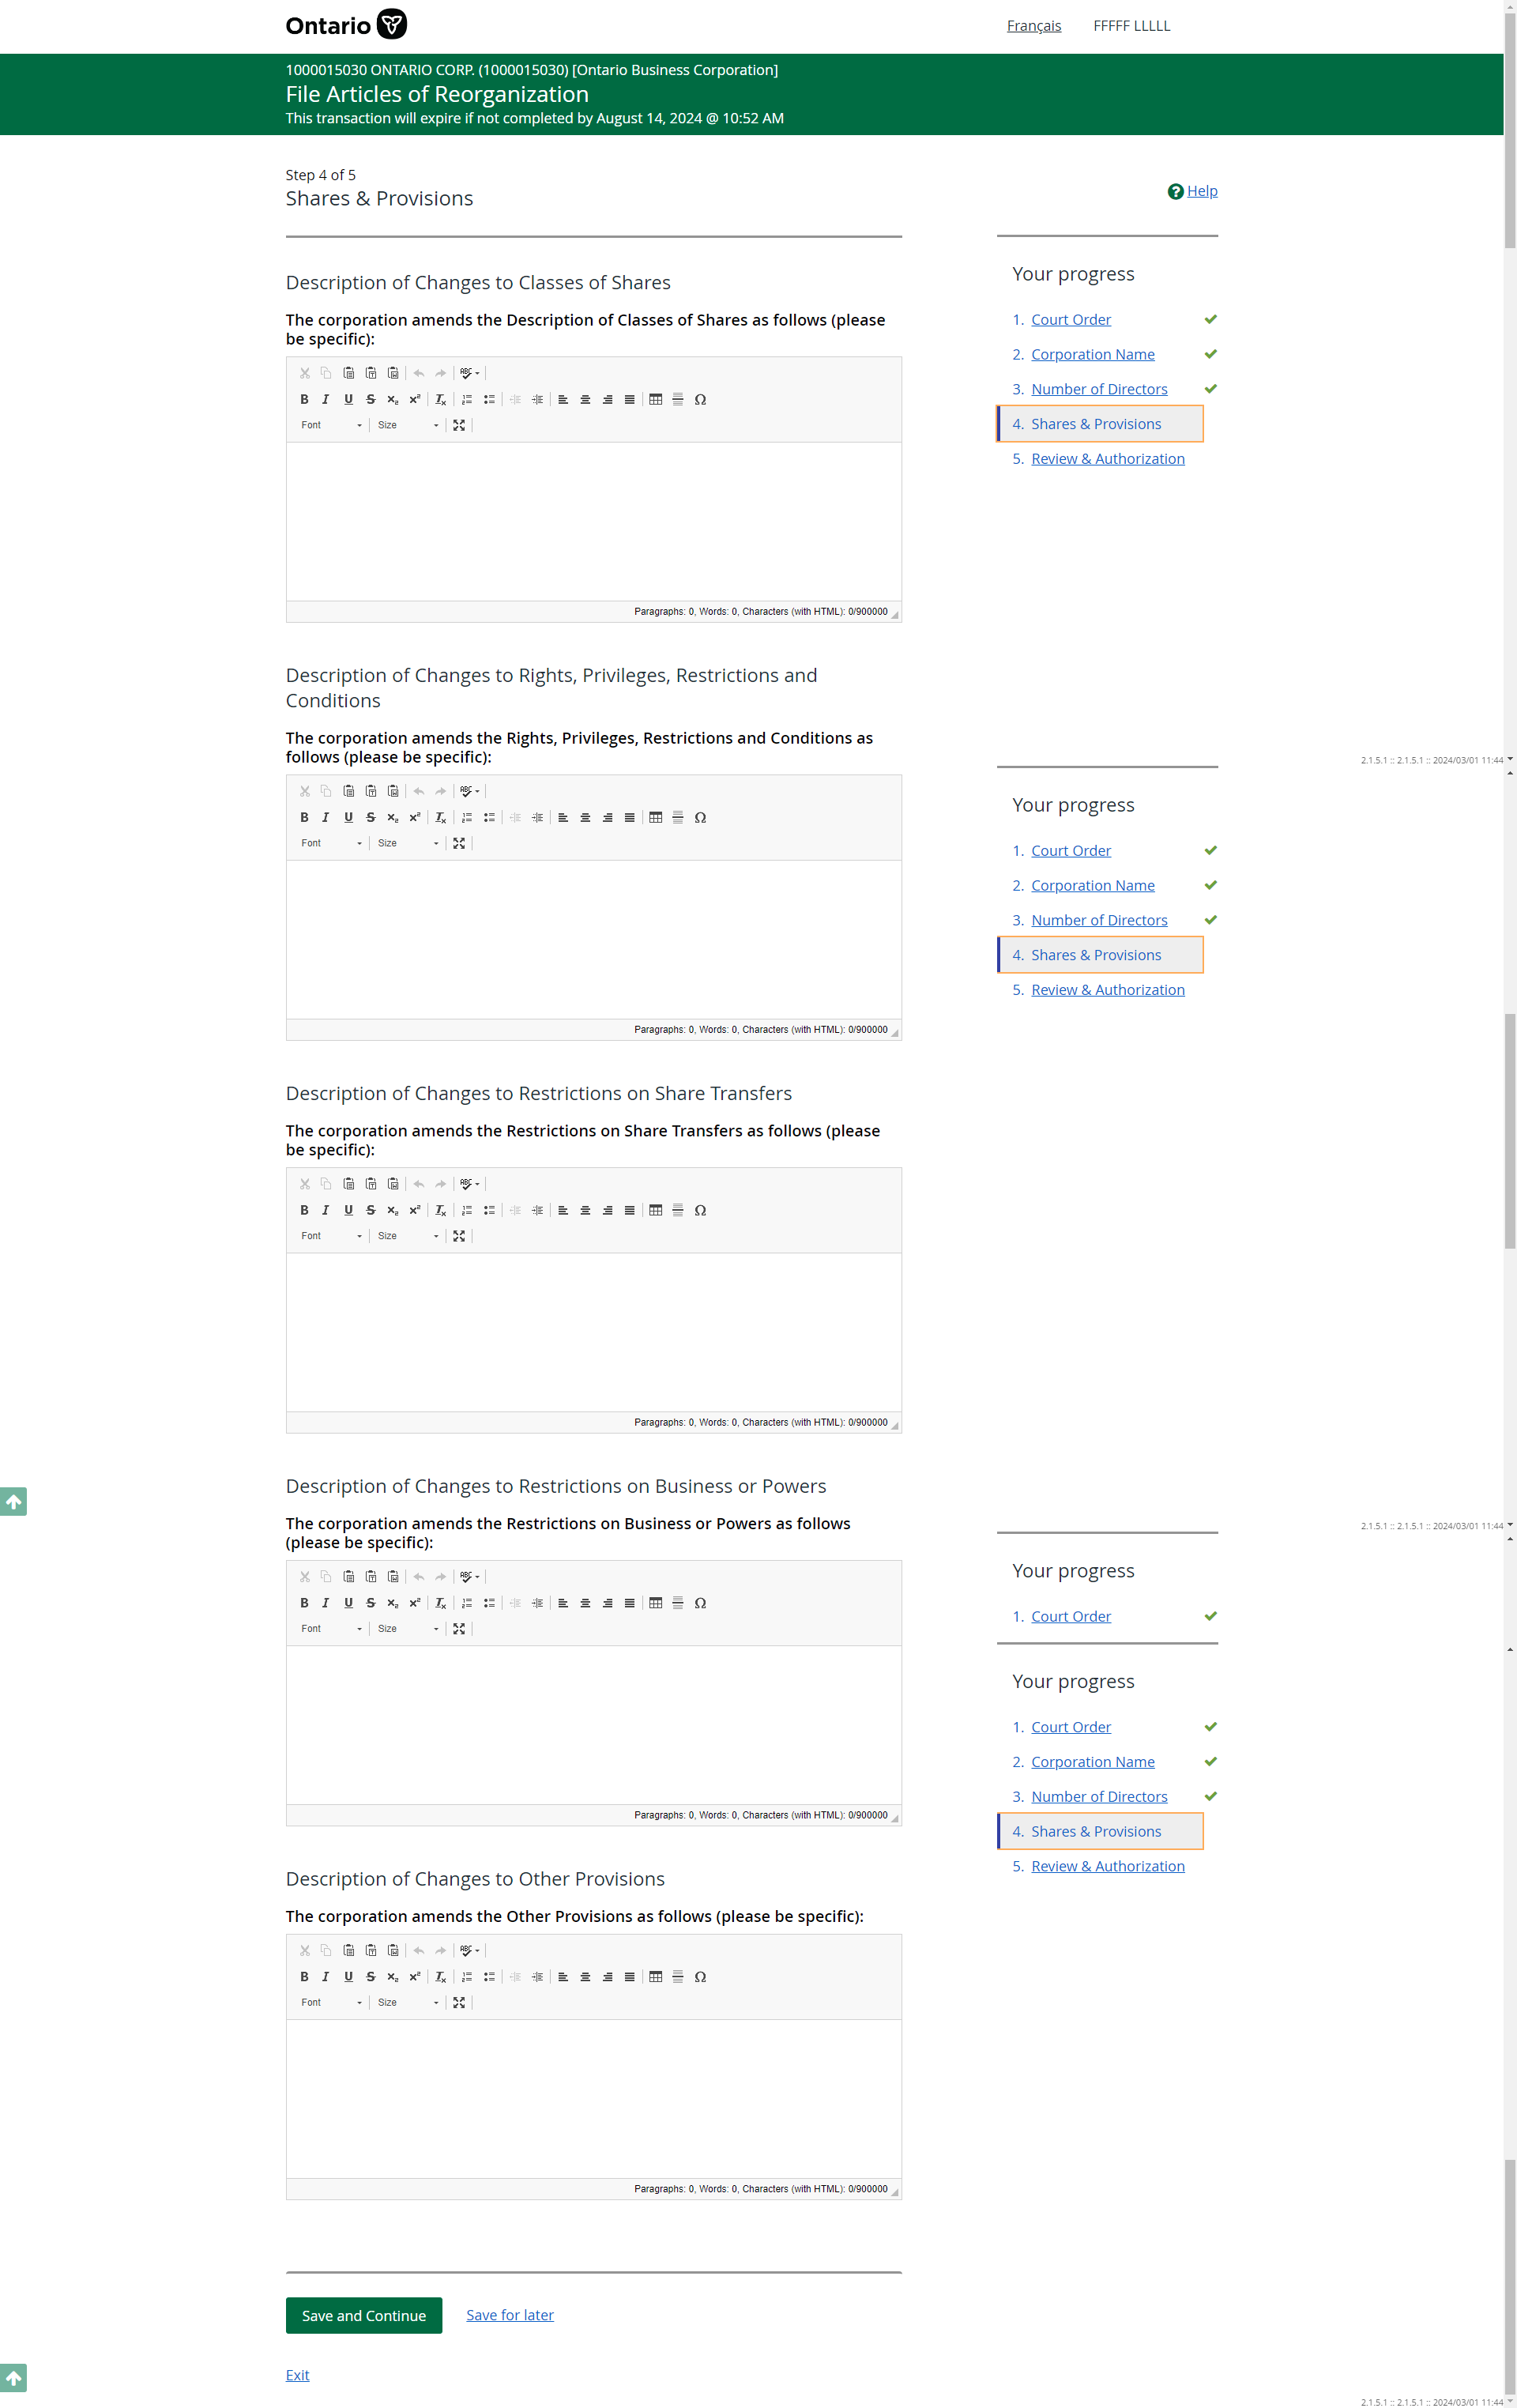 Ontario
Français FFFFF LLLLL
1000015030 ONTARIO CORP. (1000015030) [Ontario Business Corporation]
File Articles of Reorganization
This transaction will expire if not completed by August 14, 2024 @ 10:52 AM
Step 4 of 5
Shares & Provisions
Help
Description of Changes to Classes of Shares
The corporation amends the Description of Classes of Shares as follows (please
be specific):
Font Size
Paragraphs: 0, Words: 0, Characters (with HTML): 0/900000
Your progress
1. Court Order
2. Corporation Name
3. Number of Directors
4. Shares & Provisions
5. Review & Authorization
Description of Changes to Rights, Privileges, Restrictions and
Conditions
The corporation amends the Rights, Privileges, Restrictions and Conditions as
follows (please be specific):
2.1.5.1 :: 2.1.5.1 :: 2024/03/01 11:44
Font Size
Paragraphs: 0, Words: 0, Characters (with HTML): 0/900000
Your progress
1. Court Order
2. Corporation Name
3. Number of Directors
4. Shares & Provisions
5. Review & Authorization
Description of Changes to Restrictions on Share Transfers
The corporation amends the Restrictions on Share Transfers as follows (please
be specific):
Font Size
Paragraphs: 0, Words: 0, Characters (with HTML): 0/900000
Description of Changes to Restrictions on Business or Powers
The corporation amends the Restrictions on Business or Powers as follows
(please be specific):
2.1.5.1 :: 2.1.5.1 :: 2024/03/01 11:44
Font Size
Paragraphs: 0, Words: 0, Characters (with HTML): 0/900000
Your progress
1. Court Order
Your progress
1. Court Order
2. Corporation Name
3. Number of Directors
4. Shares & Provisions
5. Review & Authorization
Description of Changes to Other Provisions
The corporation amends the Other Provisions as follows (please be specific):
Font Size
Paragraphs: 0, Words: 0, Characters (with HTML): 0/900000
Save and Continue Save for later
Exit
2.1.5.1 :: 2.1.5.1 :: 2024/03/01 11:44